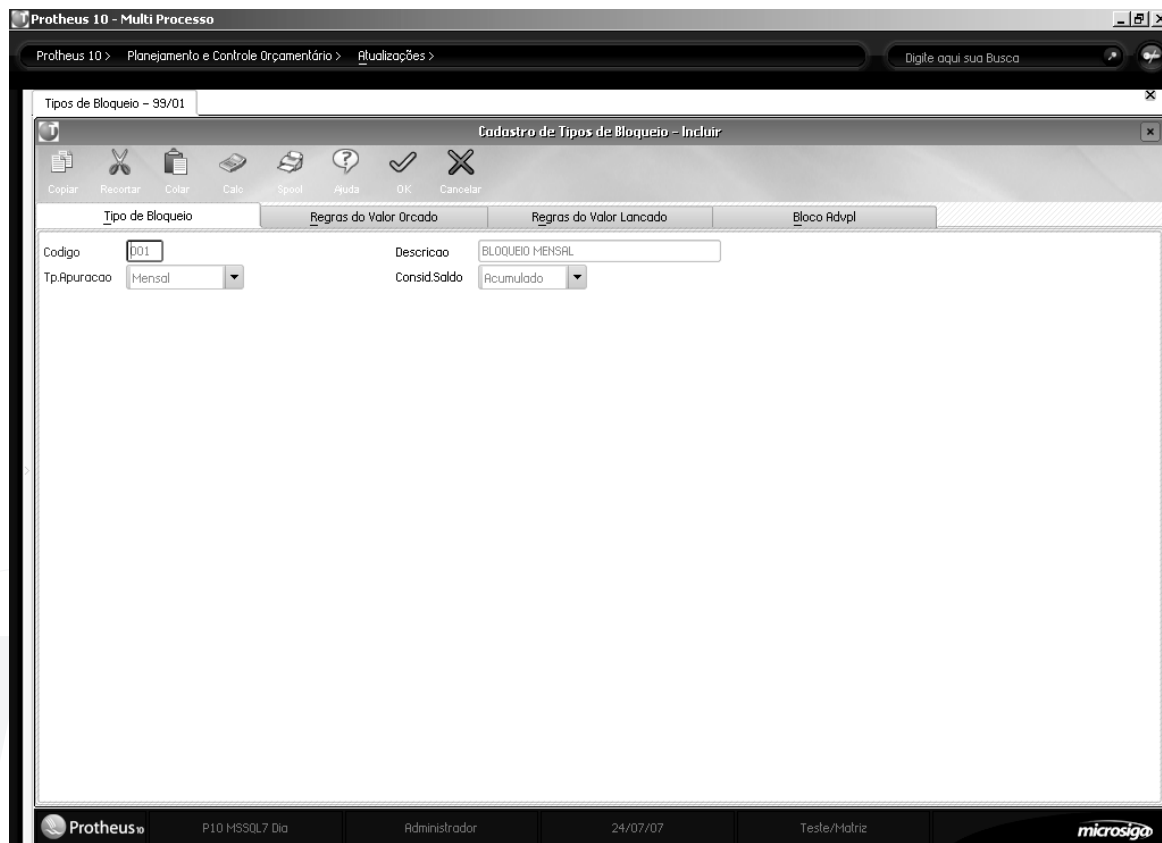 Protheus 10 - Multi Processo
Protheus 10 > Planejamento e Controle Orçamentário > Atualizações >
Digite aqui sua Busca
Tipos de Bloqueio - 99/01
Cadastro de Tipos de Bloqueio - Incluir
Copiar Recortar Colar Calc Spool Ajuda OK Cancelar
Tipo de Bloqueio Regras do Valor Orcado Regras do Valor Lancado Bloco Advpl
Codigo 001 Descricao BLOQUEIO MENSAL
Tp.Apuracao Mensal Consid.Saldo Acumulado
Protheus 10 P10 MSSQL7 Dia Administrador 24/07/07 Teste/Matriz microsiga